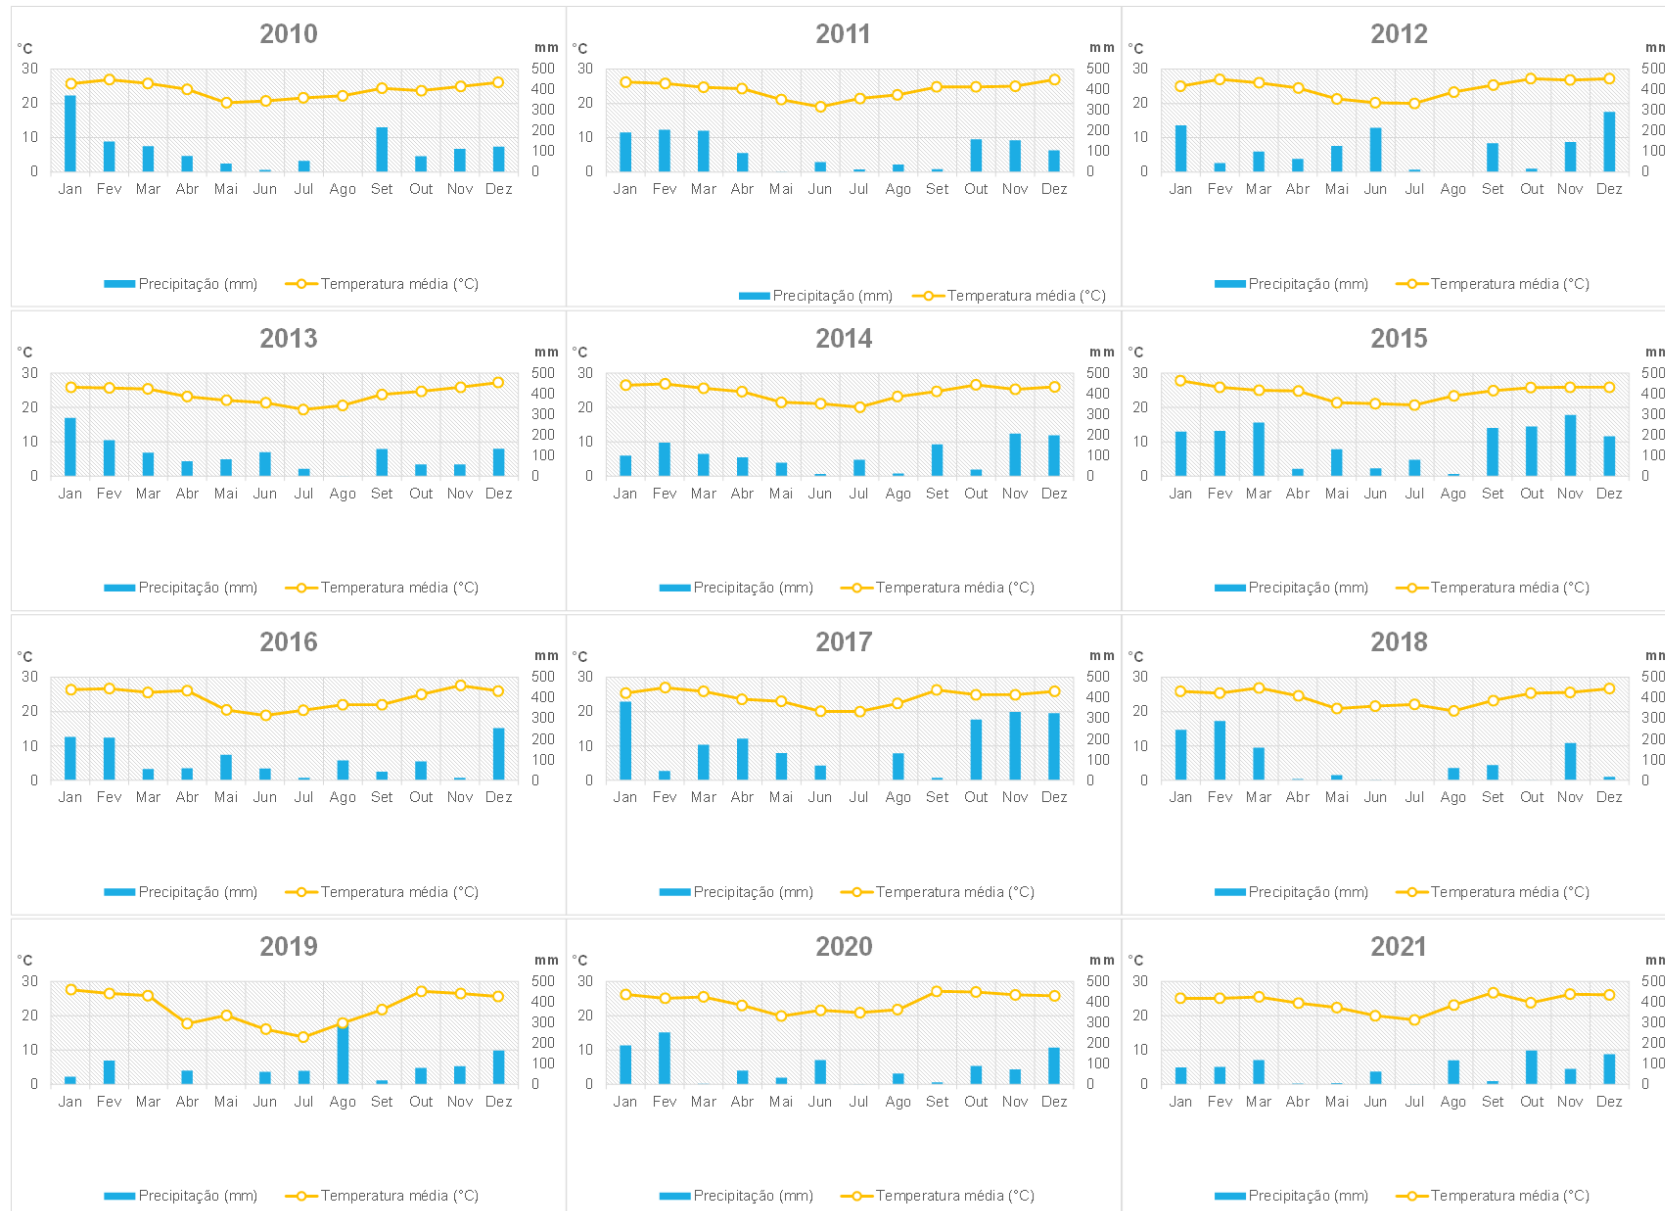 2010
2011
2012
°C mm °C mm °C mm
30 500 30 500 30 500
20 400 20 400 20 400
300 300 300
10 200 10 200 10 200
100 100 100
0 0 0 0 0 0
Jan Fev Mar Abr Mai Jun Jul Ago Set Out Nov Dez
Jan Fev Mar Abr Mai Jun Jul Ago Set Out Nov Dez
Jan Fev Mar Abr Mai Jun Jul Ago Set Out Nov Dez
Precipitação (mm) Temperatura média (°C)
Precipitação (mm) Temperatura média (°C)
Precipitação (mm) Temperatura média (°C)
2013
2014
2015
°C mm °C mm °C mm
30 500 30 500 30 500
20 400 20 400 20 400
300 300 300
10 200 10 200 10 200
100 100 100
0 0 0 0 0 0
Jan Fev Mar Abr Mai Jun Jul Ago Set Out Nov Dez
Jan Fev Mar Abr Mai Jun Jul Ago Set Out Nov Dez
Jan Fev Mar Abr Mai Jun Jul Ago Set Out Nov Dez
Precipitação (mm) Temperatura média (°C)
Precipitação (mm) Temperatura média (°C)
Precipitação (mm) Temperatura média (°C)
2016
2017
2018
°C mm °C mm °C mm
30 500 30 500 30 500
20 400 20 400 20 400
300 300 300
10 200 10 200 10 200
100 100 100
0 0 0 0 0 0
Jan Fev Mar Abr Mai Jun Jul Ago Set Out Nov Dez
Jan Fev Mar Abr Mai Jun Jul Ago Set Out Nov Dez
Jan Fev Mar Abr Mai Jun Jul Ago Set Out Nov Dez
Precipitação (mm) Temperatura média (°C)
Precipitação (mm) Temperatura média (°C)
Precipitação (mm) Temperatura média (°C)
2019
2020
2021
°C mm °C mm °C mm
30 500 30 500 30 500
20 400 20 400 20 400
300 300 300
10 200 10 200 10 200
100 100 100
0 0 0 0 0 0
Jan Fev Mar Abr Mai Jun Jul Ago Set Out Nov Dez
Jan Fev Mar Abr Mai Jun Jul Ago Set Out Nov Dez
Jan Fev Mar Abr Mai Jun Jul Ago Set Out Nov Dez
Precipitação (mm) Temperatura média (°C)
Precipitação (mm) Temperatura média (°C)
Precipitação (mm) Temperatura média (°C)